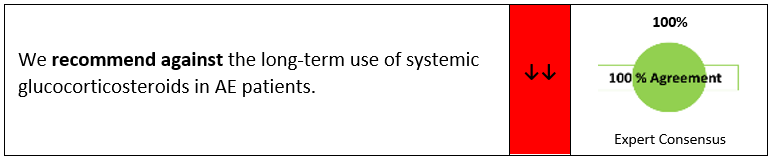 We recommend against the long-term use of systemic
glucocorticosteroids in AE patients.
↓↓
100%
100 % Agreement
Expert Consensus